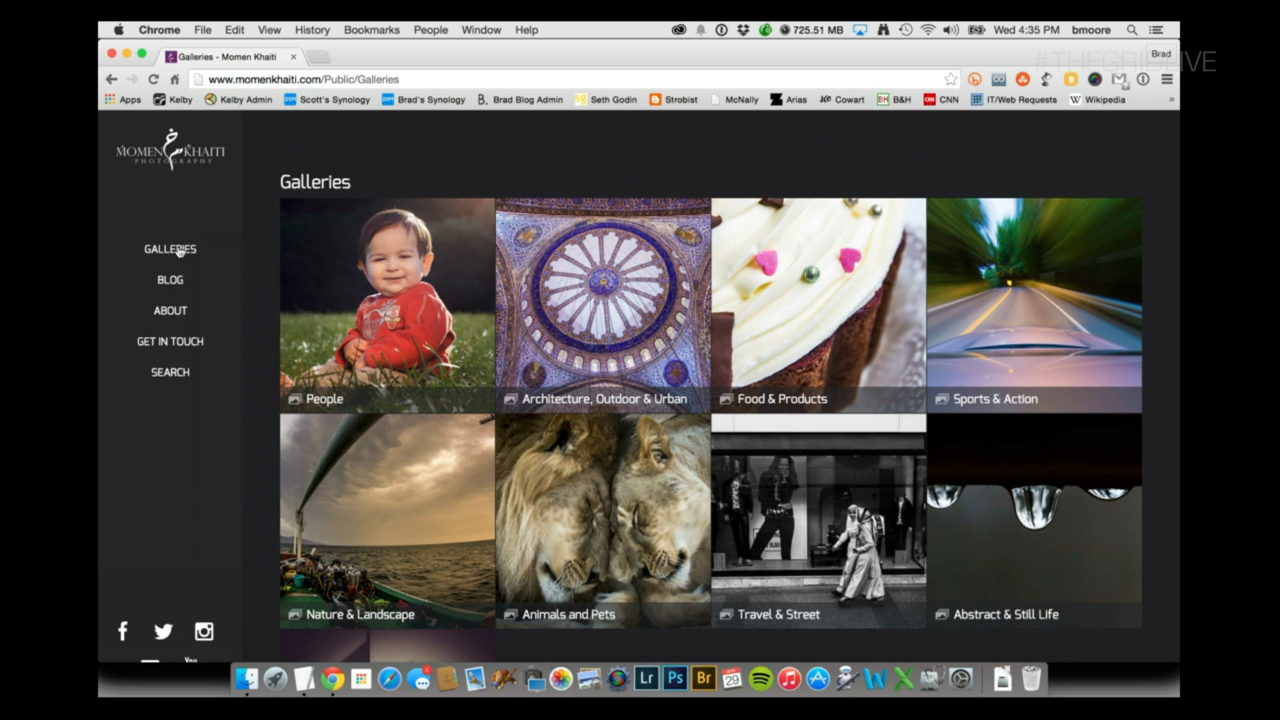 Chrome File Edit View History Bookmarks People Window Help 725.51 MB Wed 4:35 PM bmoore
Galleries - Momen Khaiti
Brad
#THEGRIDLIVE
www.momenkhaiti.com/Public/Galleries
Apps Kelby Kelby Admin Scott's Synology Brad's Synology B. Brad Blog Admin Seth Godin Strobist McNally Arias Cowart B&H CNN IT/Web Requests W Wikipedia »
MOMEN KHAITI
PHOTOGRAPHY
Galleries
GALLERIES
BLOG
ABOUT
GET IN TOUCH
SEARCH
People
Architecture, Outdoor & Urban
Food & Products
Sports & Action
Nature & Landscape
Animals and Pets
Travel & Street
Abstract & Still Life
You
Lr Ps Br 29